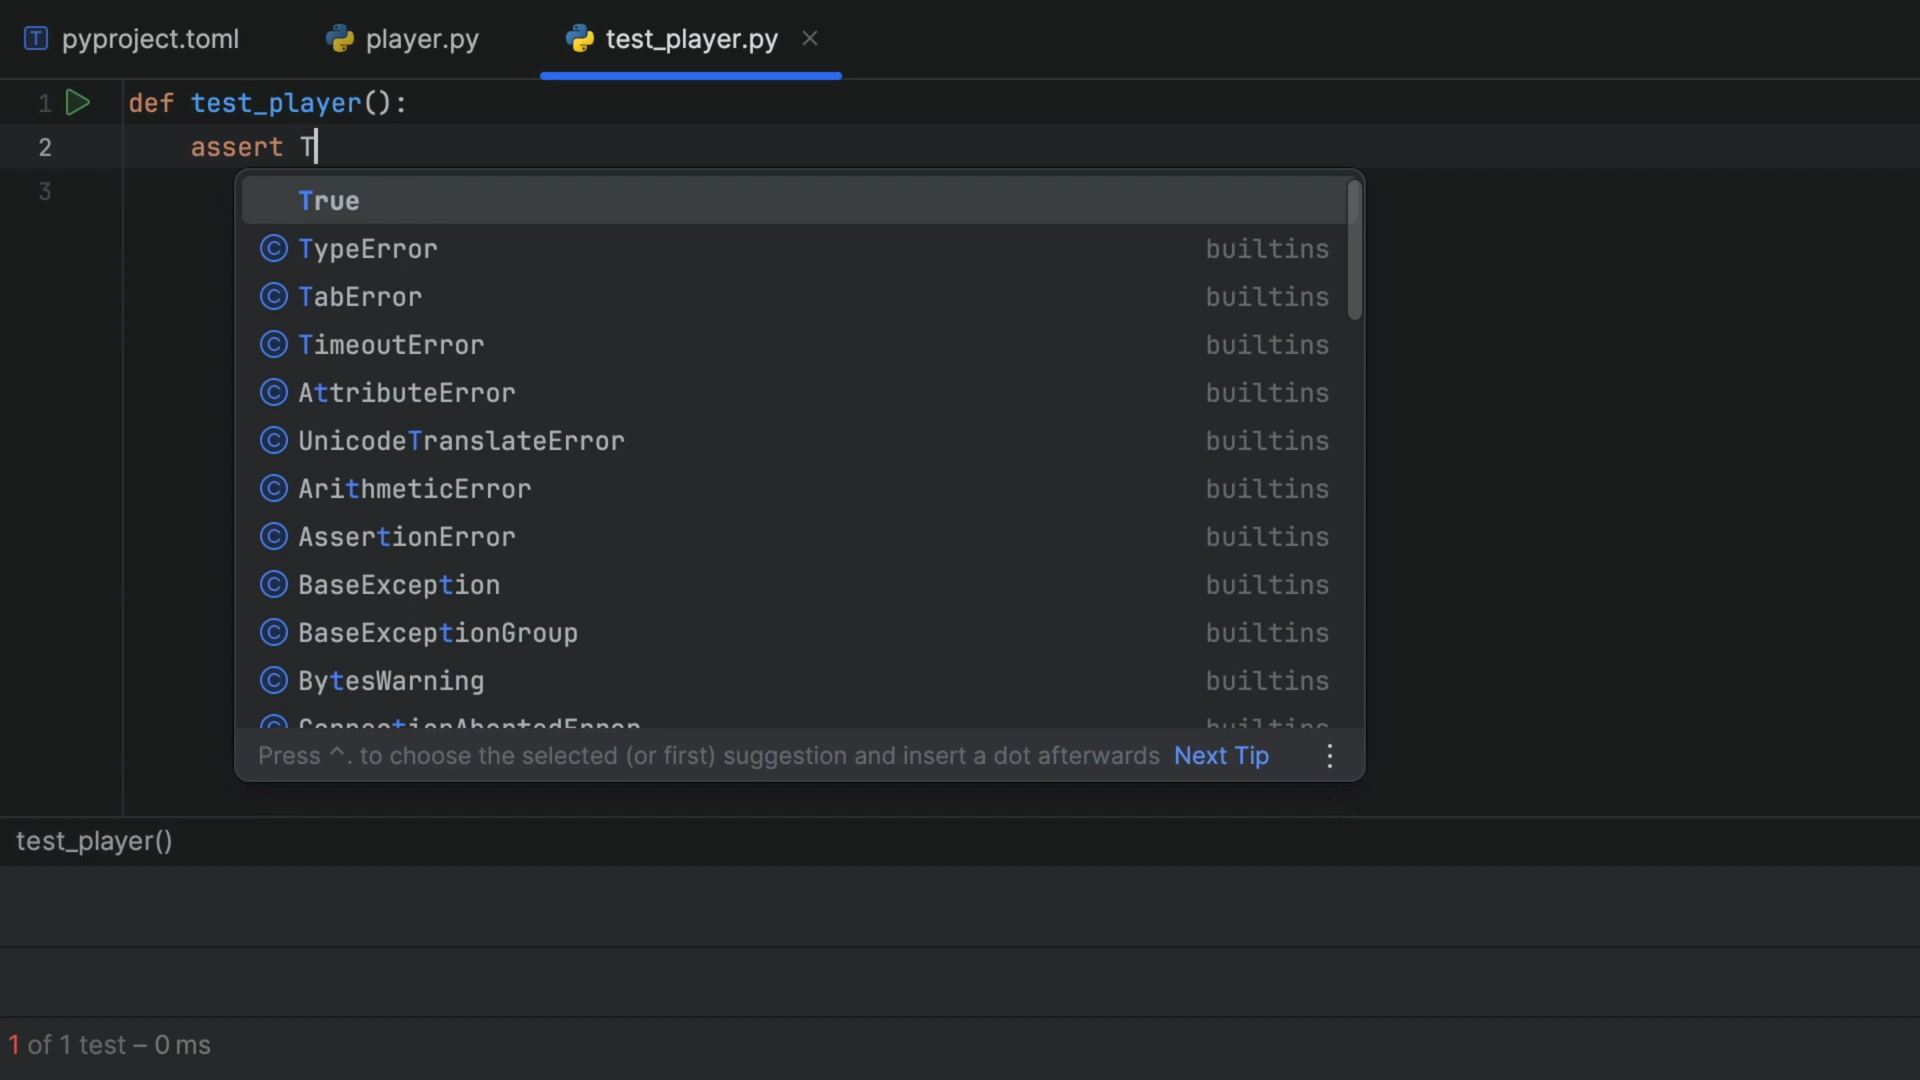 pyproject.toml
player.py
test_player.py
1 def test_player():
2 assert T
3
True
TypeError builtins
TabError builtins
TimeoutError builtins
AttributeError builtins
UnicodeTranslateError builtins
ArithmeticError builtins
AssertionError builtins
BaseException builtins
BaseExceptionGroup builtins
BytesWarning builtins
ConnectionAbortedError builtins
Press ^. to choose the selected (or first) suggestion and insert a dot afterwards Next Tip
test_player()
1 of 1 test – 0 ms